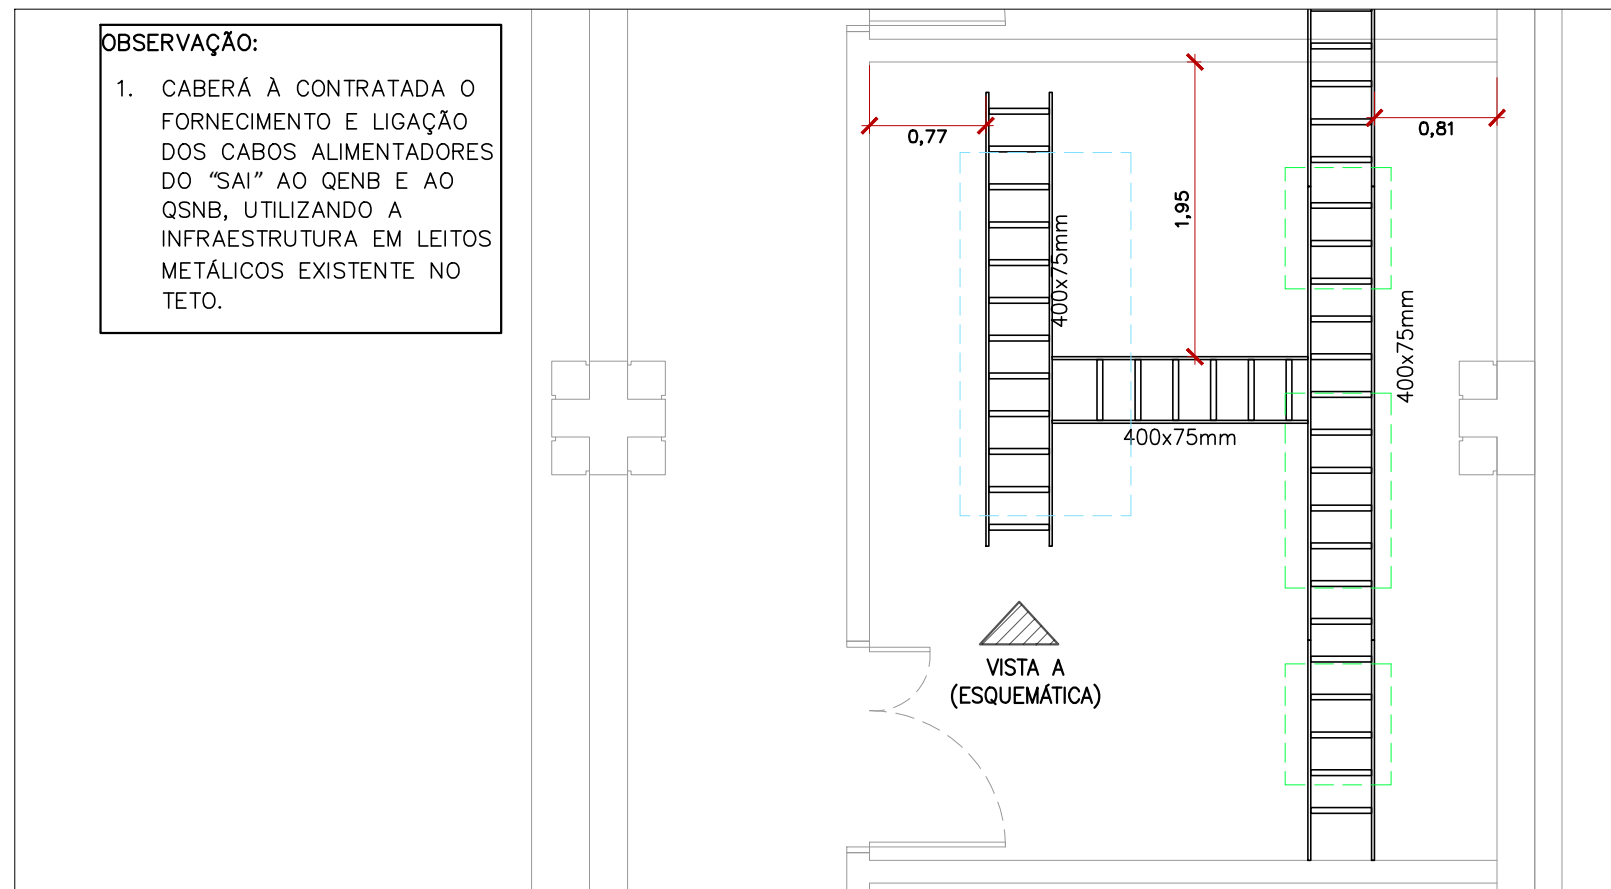 OBSERVAÇÃO:
1. CABERÁ À CONTRATADA O
FORNECIMENTO E LIGAÇÃO
DOS CABOS ALIMENTADORES
DO “SAI” AO QENB E AO
QSNB, UTILIZANDO A
INFRAESTRUTURA EM LEITOS
METÁLICOS EXISTENTE NO
TETO.
0,77
0,81
1,95
400x75mm
400x75mm
400x75mm
VISTA A
(ESQUEMÁTICA)